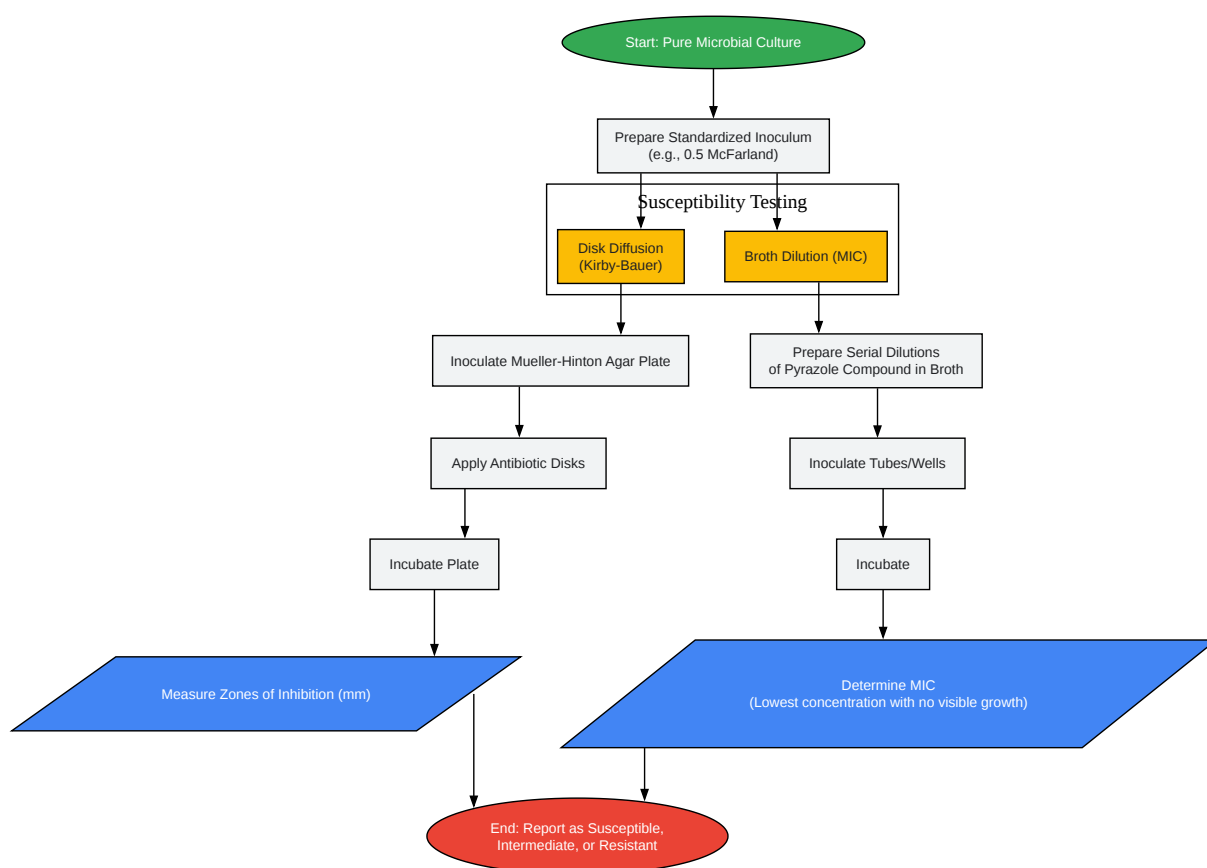 Start: Pure Microbial Culture
Prepare Standardized Inoculum
(e.g., 0.5 McFarland)
Susceptibility Testing
Disk Diffusion
(Kirby-Bauer)
Broth Dilution (MIC)
Inoculate Mueller-Hinton Agar Plate
Prepare Serial Dilutions
of Pyrazole Compound in Broth
Apply Antibiotic Disks
Inoculate Tubes/Wells
Incubate Plate
Incubate
Measure Zones of Inhibition (mm)
Determine MIC
(Lowest concentration with no visible growth)
End: Report as Susceptible,
Intermediate, or Resistant